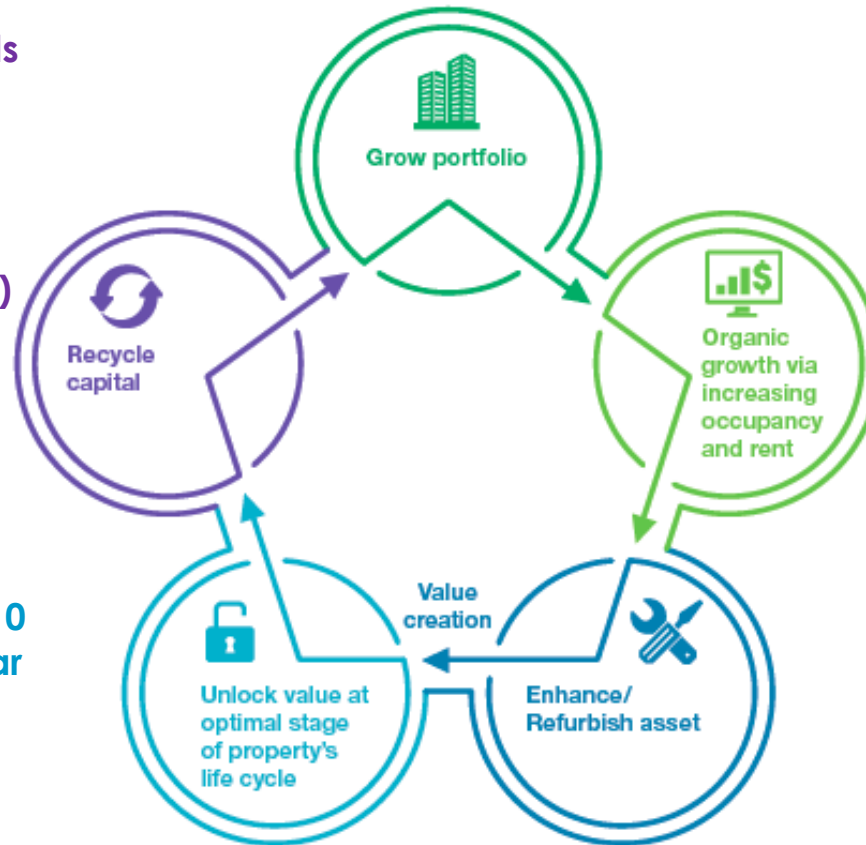 Grow portfolio
Organic
growth via
increasing
occupancy
and rent
Enhance/
Refurbish asset
Value
creation
Unlock value at
optimal stage
of property's
life cycle
Recycle
capital
)
0